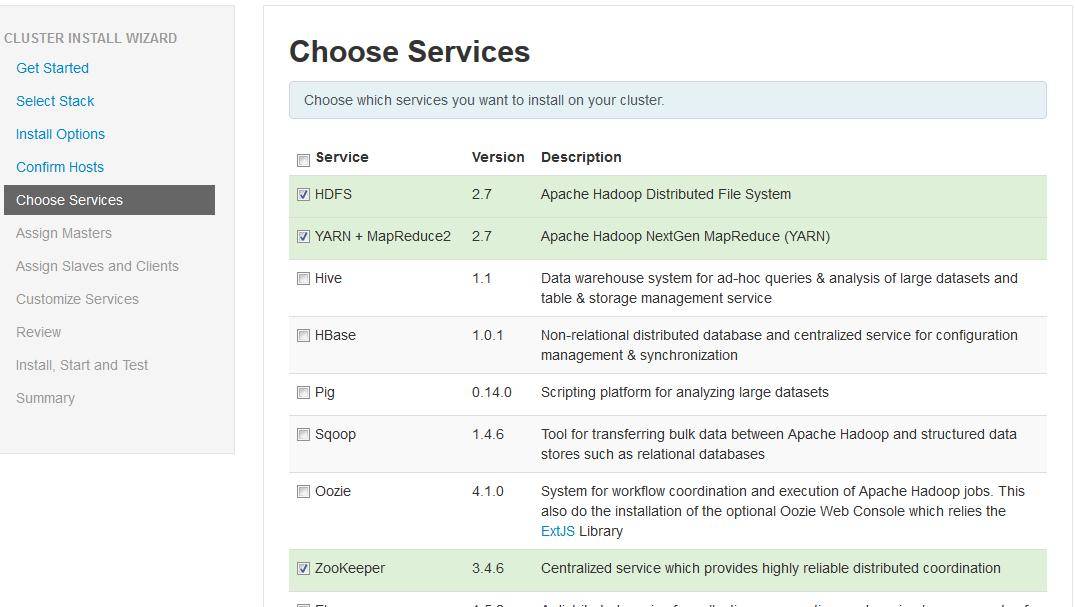 CLUSTER INSTALL WIZARD
Get Started
Select Stack
Install Options
Confirm Hosts
Choose Services
Assign Masters
Assign Slaves and Clients
Customize Services
Review
Install, Start and Test
Summary
Choose Services
Choose which services you want to install on your cluster.
Service Version Description
HDFS 2.7 Apache Hadoop Distributed File System
YARN + MapReduce2 2.7 Apache Hadoop NextGen MapReduce (YARN)
Hive 1.1 Data warehouse system for ad-hoc queries & analysis of large datasets and
table & storage management service
HBase 1.0.1 Non-relational distributed database and centralized service for configuration
management & synchronization
Pig 0.14.0 Scripting platform for analyzing large datasets
Sqoop 1.4.6 Tool for transferring bulk data between Apache Hadoop and structured data
stores such as relational databases
Oozie 4.1.0 System for workflow coordination and execution of Apache Hadoop jobs. This
also do the installation of the optional Oozie Web Console which relies the
ExtJS Library
ZooKeeper 3.4.6 Centralized service which provides highly reliable distributed coordination